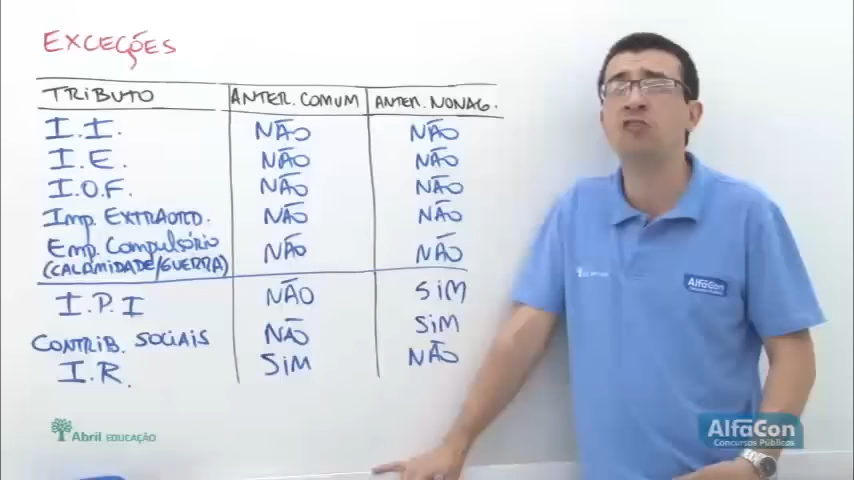 EXCEÇÕES
TRIBUTO ANTER. COMUM ANTER. NONAG.
I.I. NÃO NÃO
I.E. NÃO NÃO
I.O.F. NÃO NÃO
Imp. EXTRAORD. NÃO NÃO
Emp. Compulsório NÃO NÃO
(CALAMIDADE/GUERRA)
I.P.I NÃO SIM
CONTRIB. SOCIAIS NÃO SIM
I.R. SIM NÃO
AlfaCon
Abril EDUCAÇÃO
AlfaCon
Concursos Públicos